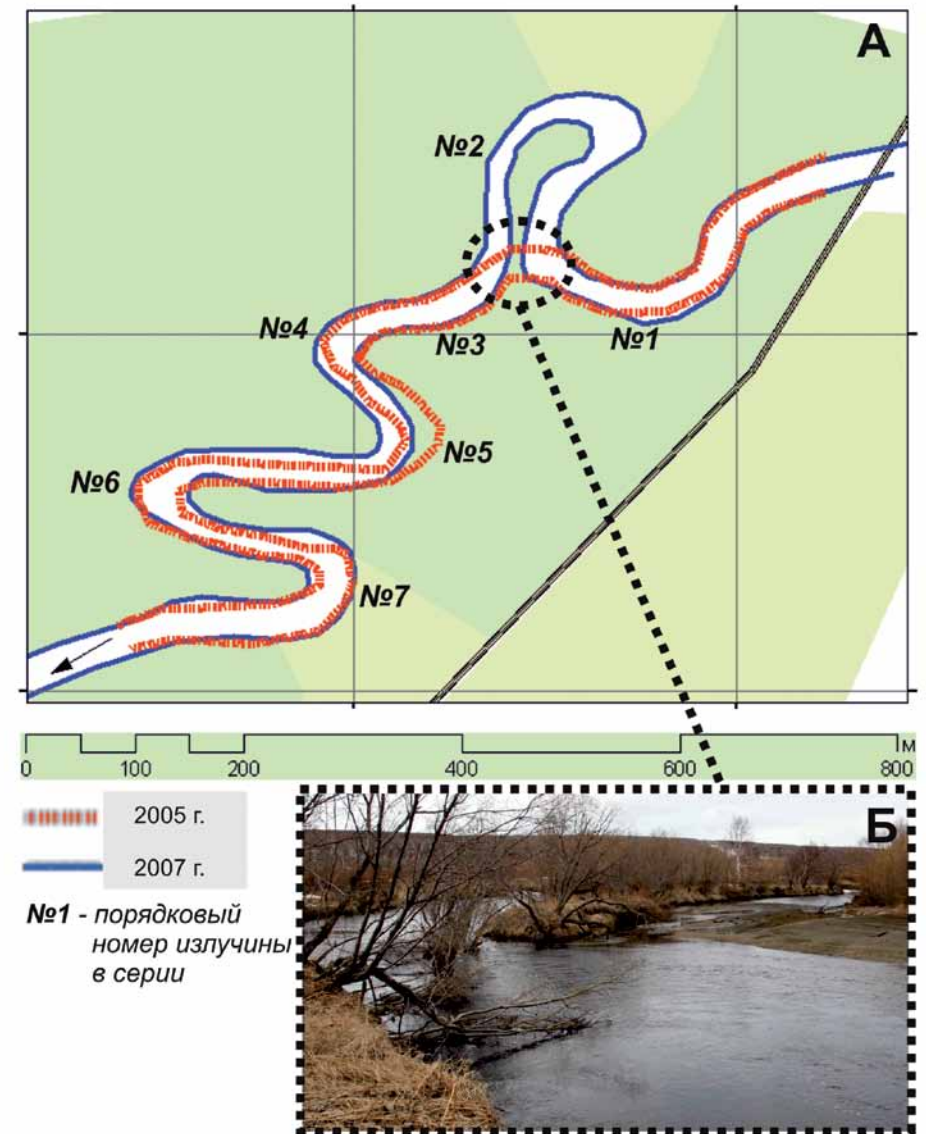 А
№2
№4
№3
№1
№5
№6
№7
м
0 100 200 400 600 800
2005 г.
2007 г.
№1 - порядковый
номер излучины
в серии
Б